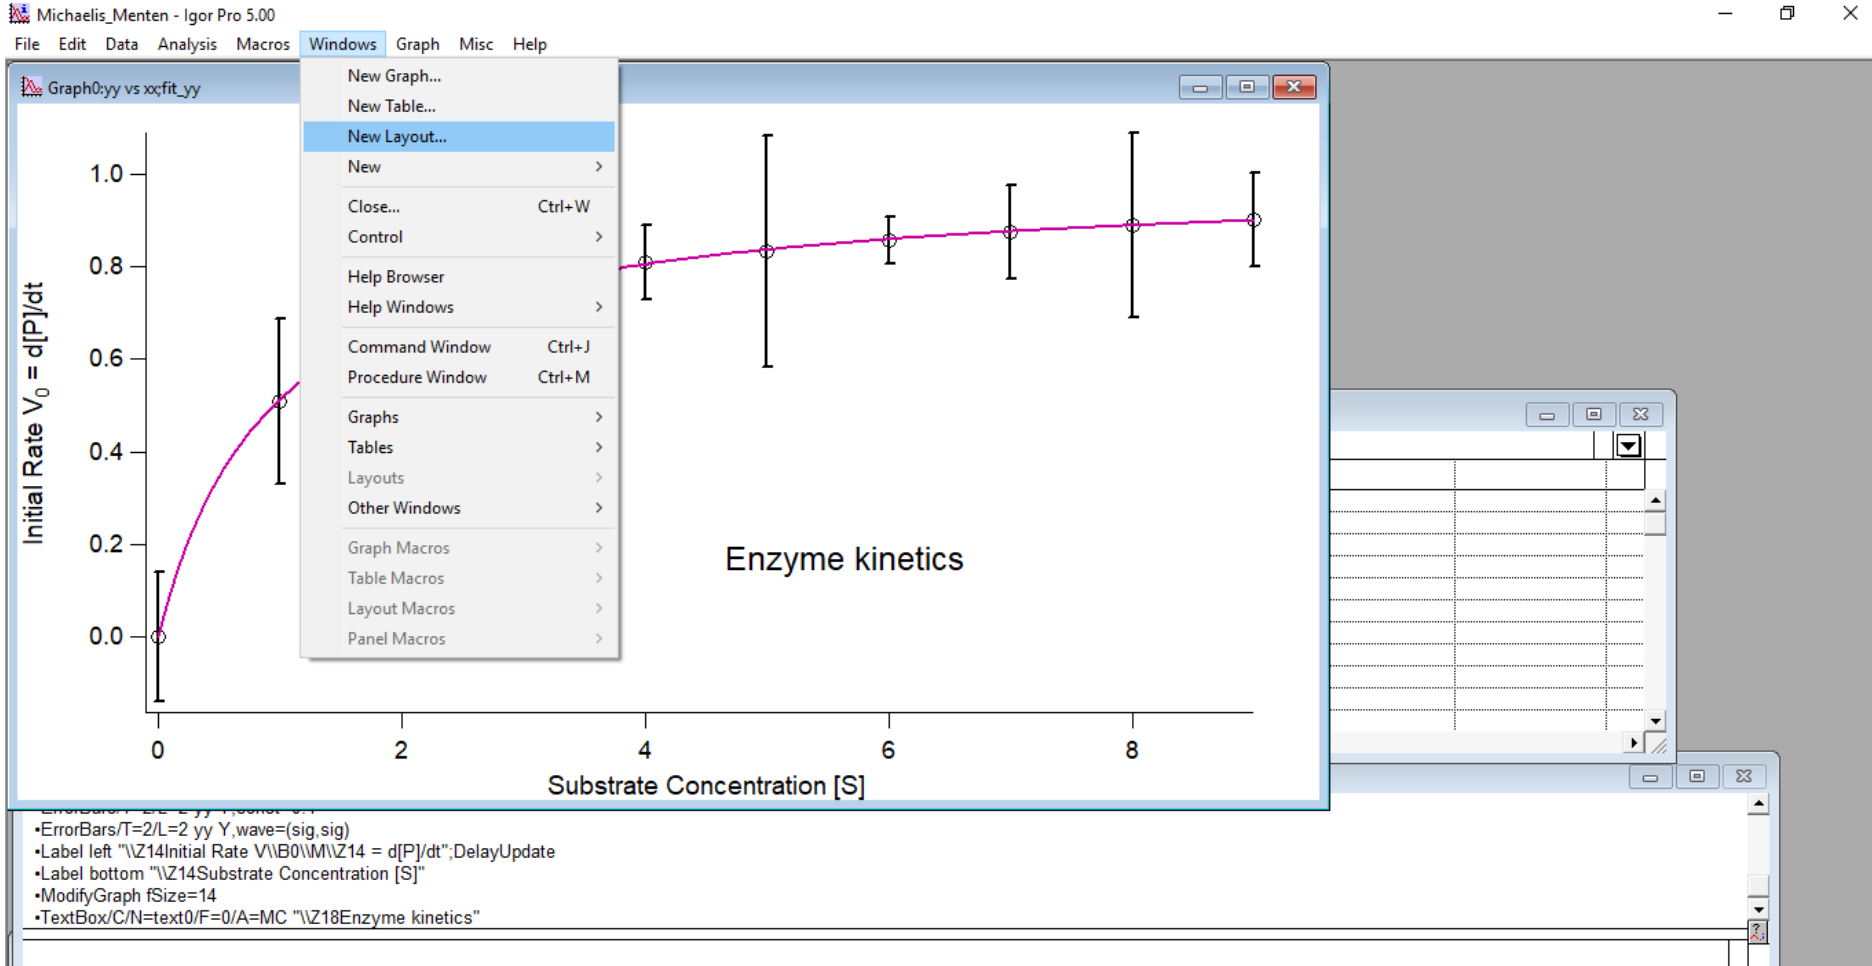 Michaelis_Menten - Igor Pro 5.00
File Edit Data Analysis Macros Windows Graph Misc Help
Graph0:yy vs xx;fit_yy
New Graph...
New Table...
New Layout...
New
Close... Ctrl+W
Control
Help Browser
Help Windows
Command Window Ctrl+J
Procedure Window Ctrl+M
Graphs
Tables
Layouts
Other Windows
Graph Macros
Table Macros
Layout Macros
Panel Macros
1.0
0.8
0.6
0.4
0.2
0.0
Initial Rate V0 = d[P]/dt
Enzyme kinetics
0 2 4 6 8
Substrate Concentration [S]
•ErrorBars/T=2/L=2 yy Y,wave=(sig,sig)
•Label left "\\Z14Initial Rate V\\B0\\M\\Z14 = d[P]/dt";DelayUpdate
•Label bottom "\\Z14Substrate Concentration [S]"
•ModifyGraph fSize=14
•TextBox/C/N=text0/F=0/A=MC "\\Z18Enzyme kinetics"